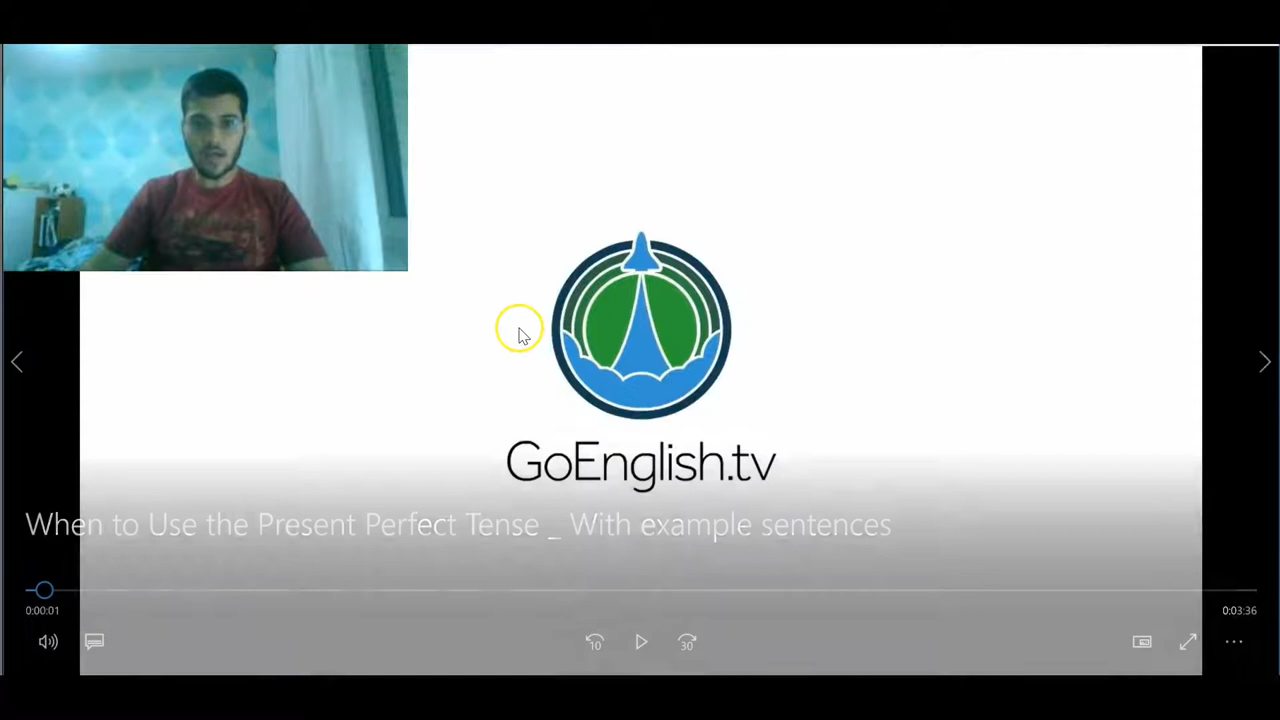 GoEnglish.tv
When to Use the Present Perfect Tense _ With example sentences
0:00:01
0:03:36
10
30